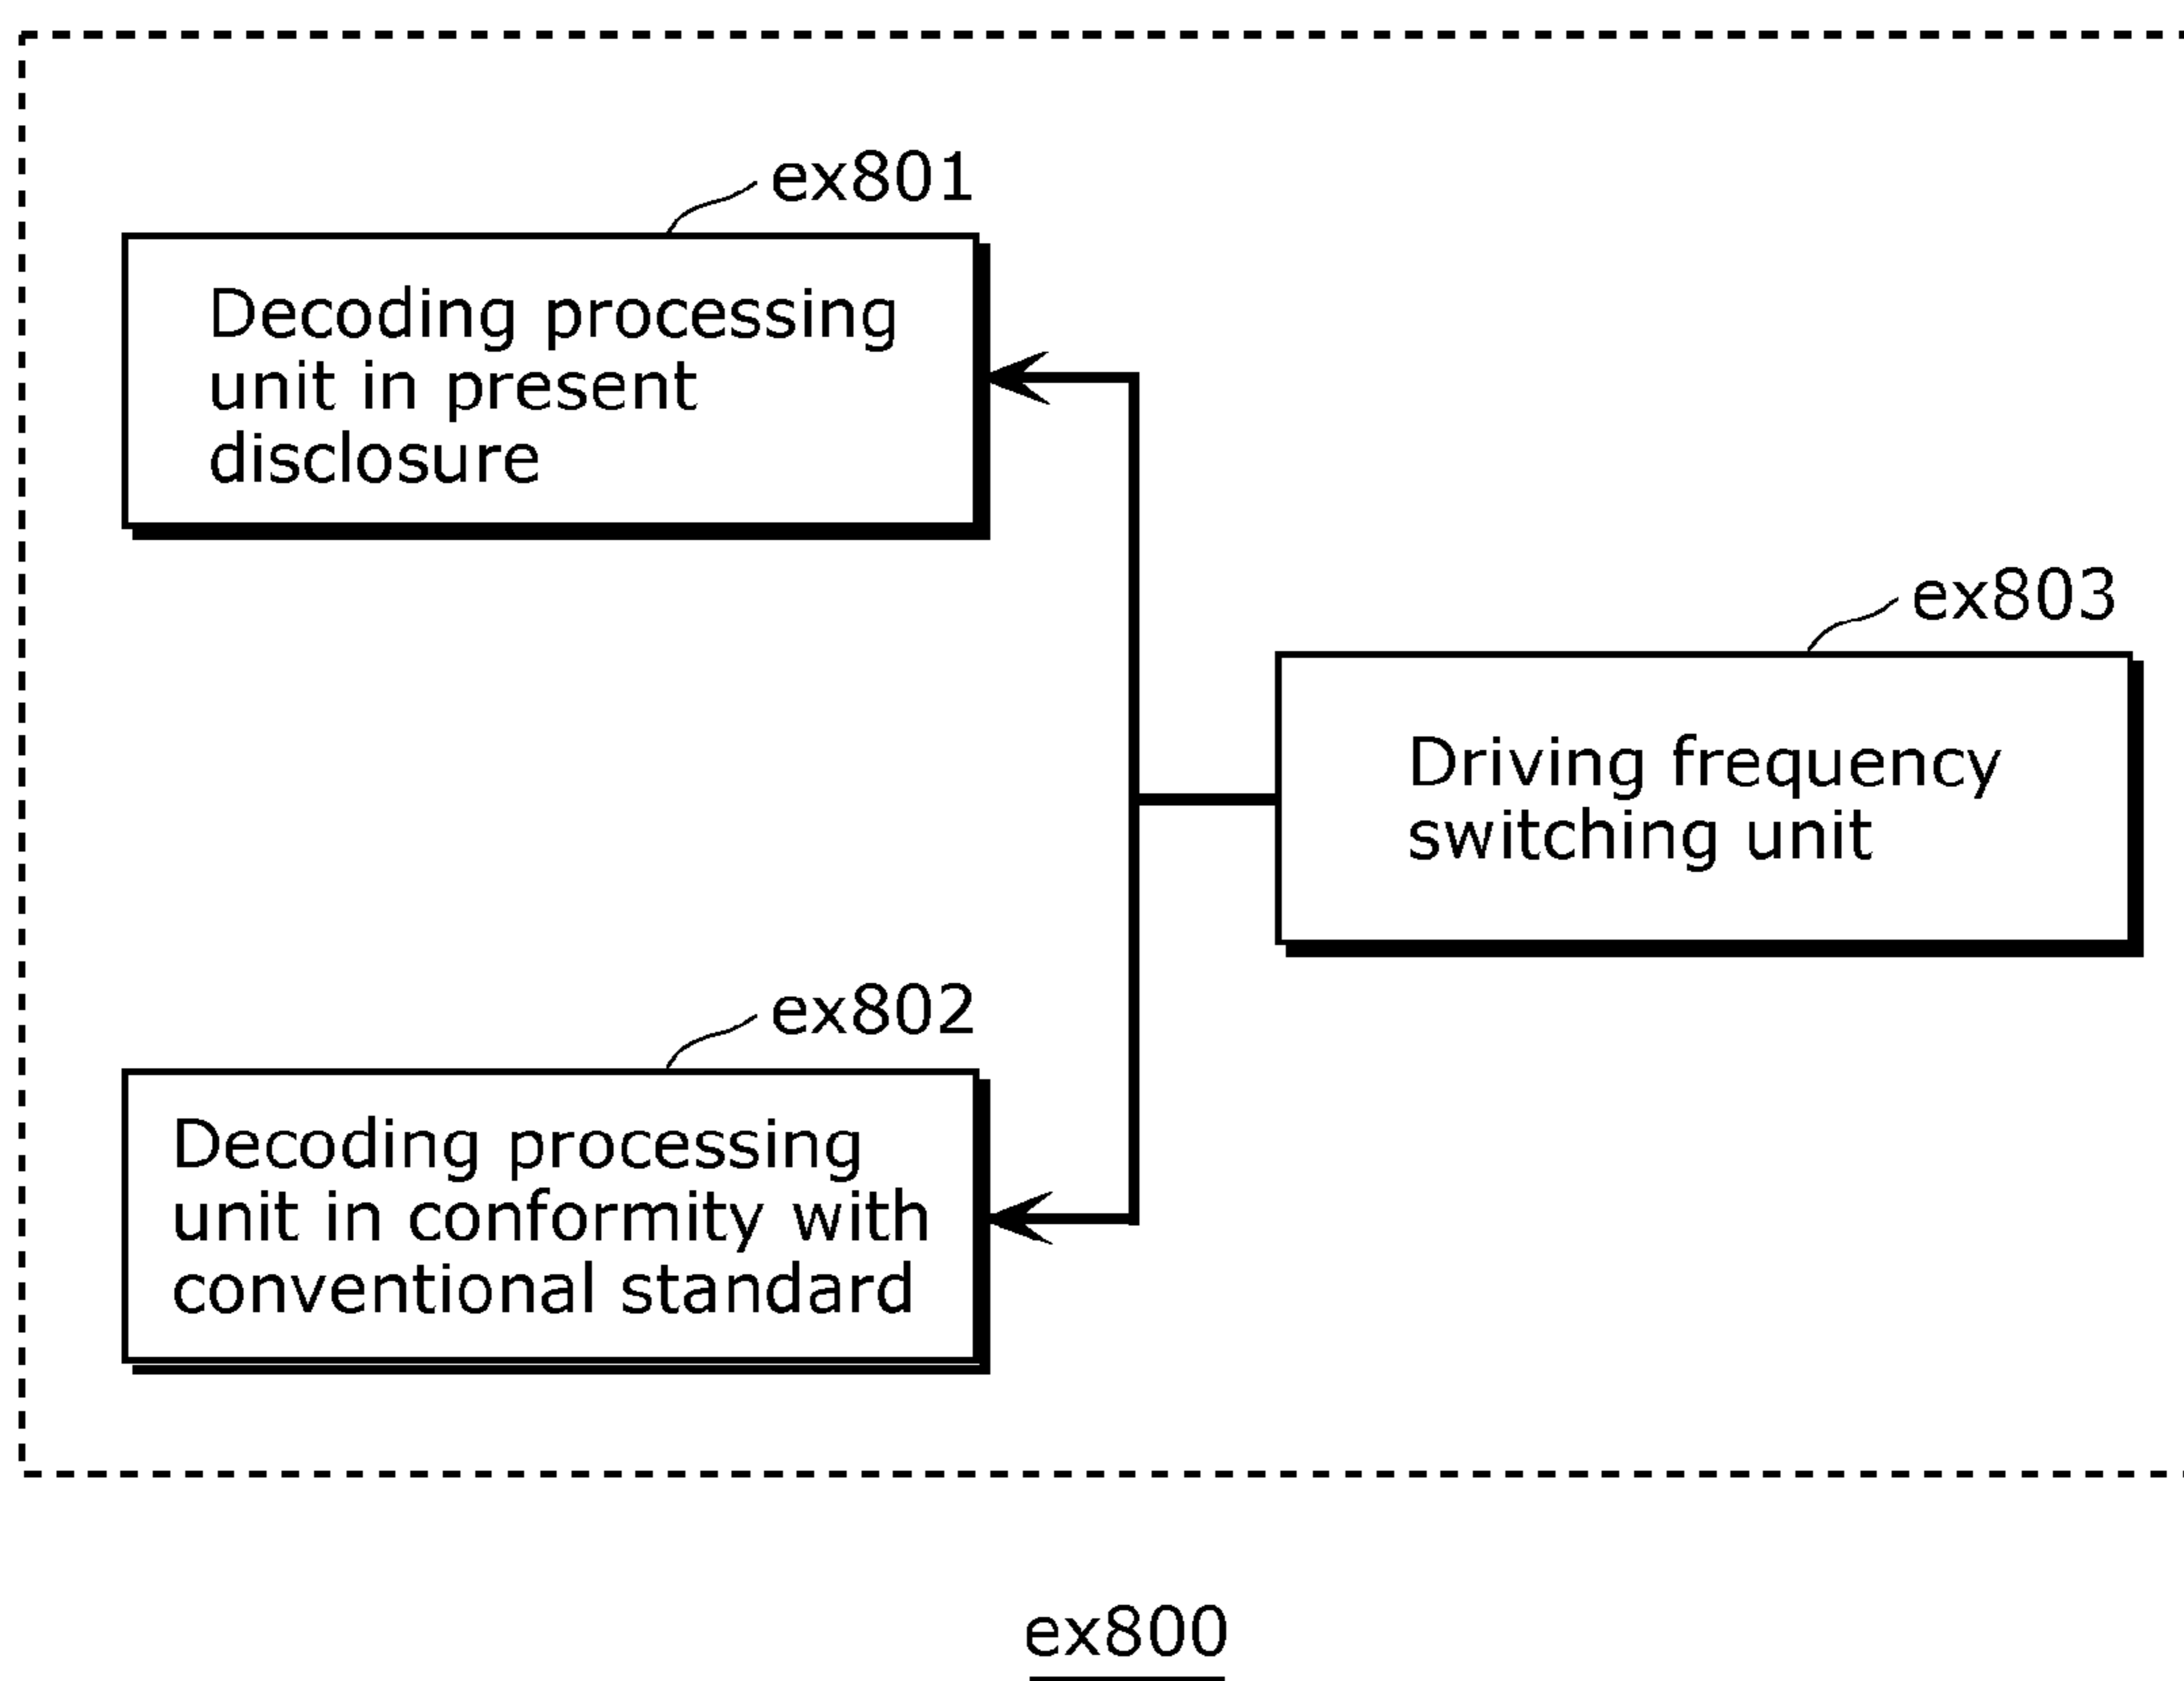 ex801
Decoding processing
unit in present
disclosure
ex803
Driving frequency
switching unit
ex802
Decoding processing
unit in conformity with
conventional standard
ex800